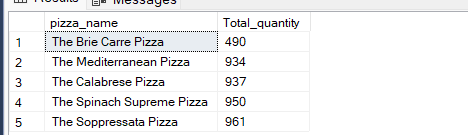 Results Messages
pizza_name Total_quantity
1 The Brie Carre Pizza 490
2 The Mediterranean Pizza 934
3 The Calabrese Pizza 937
4 The Spinach Supreme Pizza 950
5 The Soppressata Pizza 961